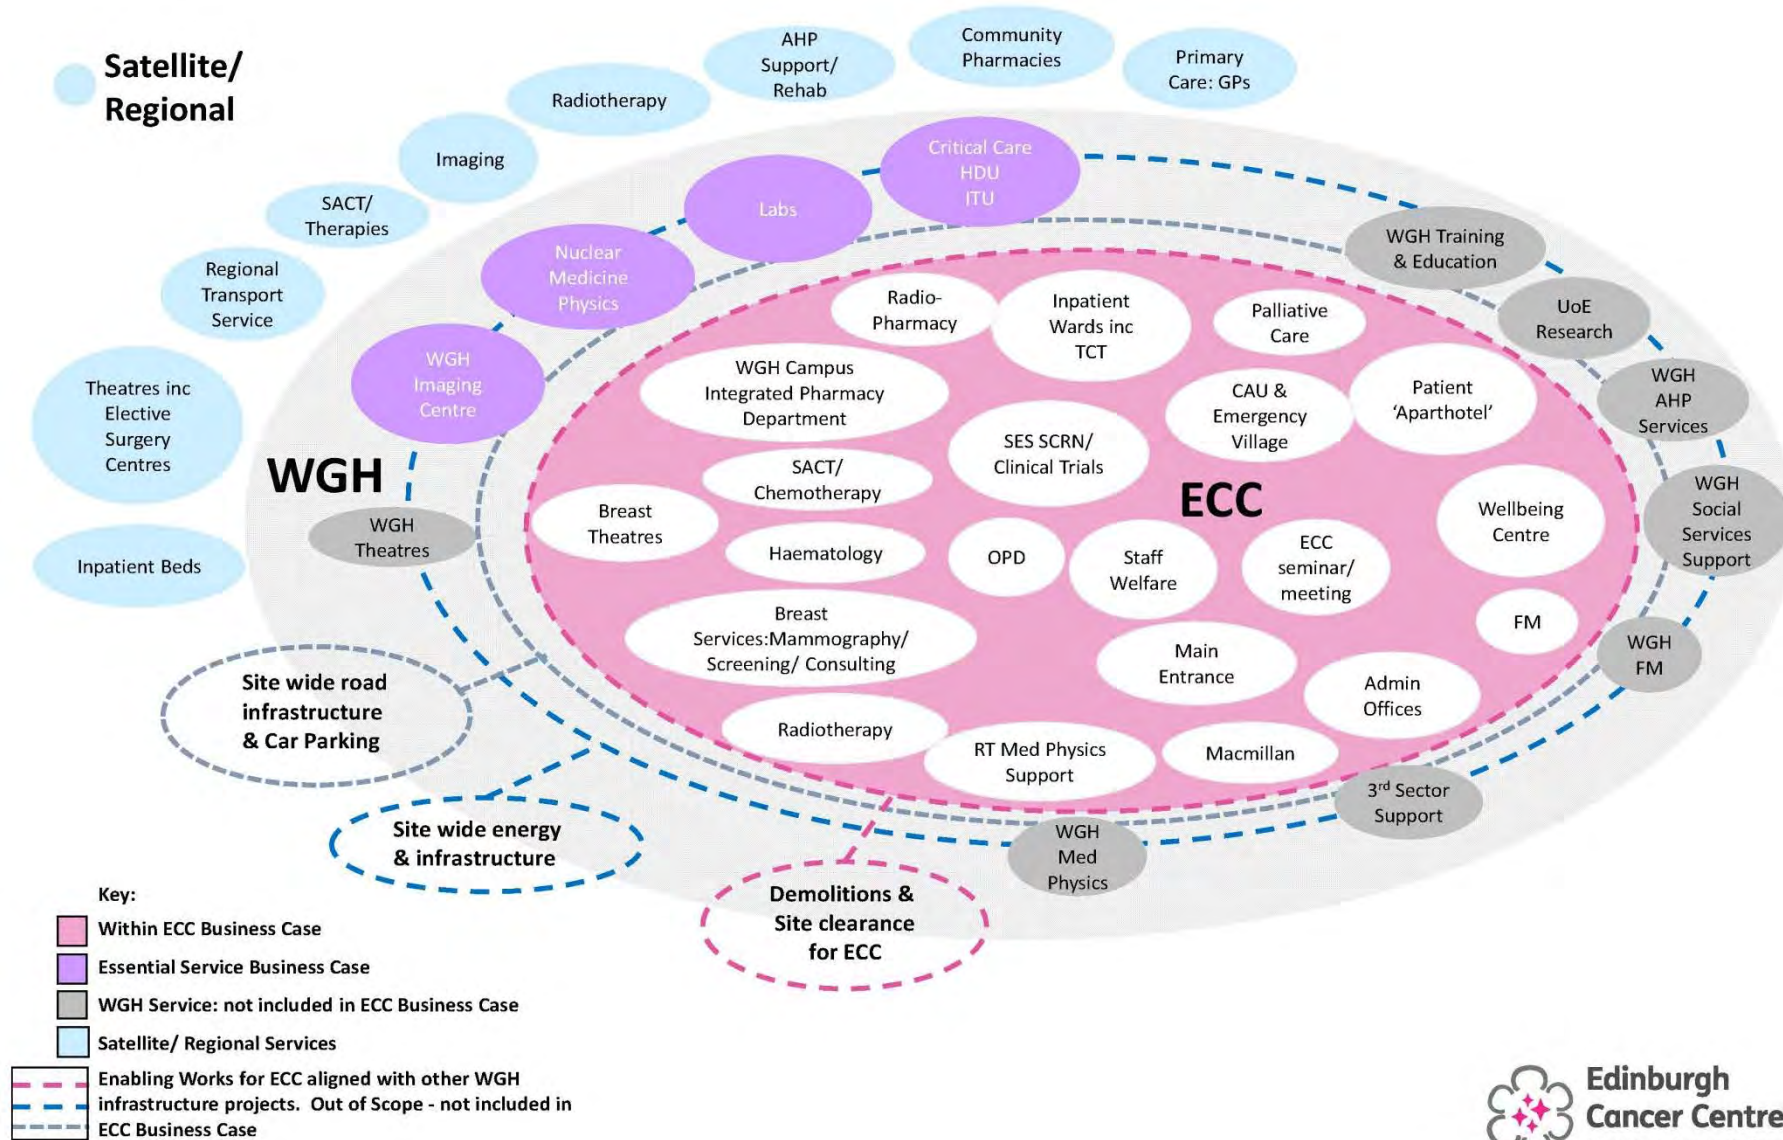 Satellite/
Regional
AHP
Support/
Rehab
Community
Pharmacies
Primary
Care: GPs
Radiotherapy
Imaging
SACT/
Therapies
Regional
Transport
Service
Theatres inc
Elective
Surgery
Centres
Inpatient Beds
Critical Care
HDU
ITU
Labs
Nuclear
Medicine
Physics
WGH
Imaging
Centre
WGH
WGH
Theatres
WGH Training
& Education
UoE
Research
WGH
AHP
Services
WGH
Social
Services
Support
WGH
FM
3rd Sector
Support
WGH
Med
Physics
Radio-
Pharmacy
Inpatient
Wards inc
TCT
Palliative
Care
WGH Campus
Integrated Pharmacy
Department
CAU &
Emergency
Village
Patient
‘Aparthotel’
SES SCRN/
Clinical Trials
SACT/
Chemotherapy
ECC
Breast
Theatres
Wellbeing
Centre
Haematology
OPD
Staff
Welfare
ECC
seminar/
meeting
Breast
Services:Mammography/
Screening/ Consulting
FM
Main
Entrance
Admin
Offices
Radiotherapy
RT Med Physics
Support
Macmillan
Site wide road
infrastructure
& Car Parking
Site wide energy
& infrastructure
Demolitions &
Site clearance
for ECC
Key:
Within ECC Business Case
Essential Service Business Case
WGH Service: not included in ECC Business Case
Satellite/ Regional Services
Enabling Works for ECC aligned with other WGH
infrastructure projects. Out of Scope - not included in
ECC Business Case
Edinburgh
Cancer Centre